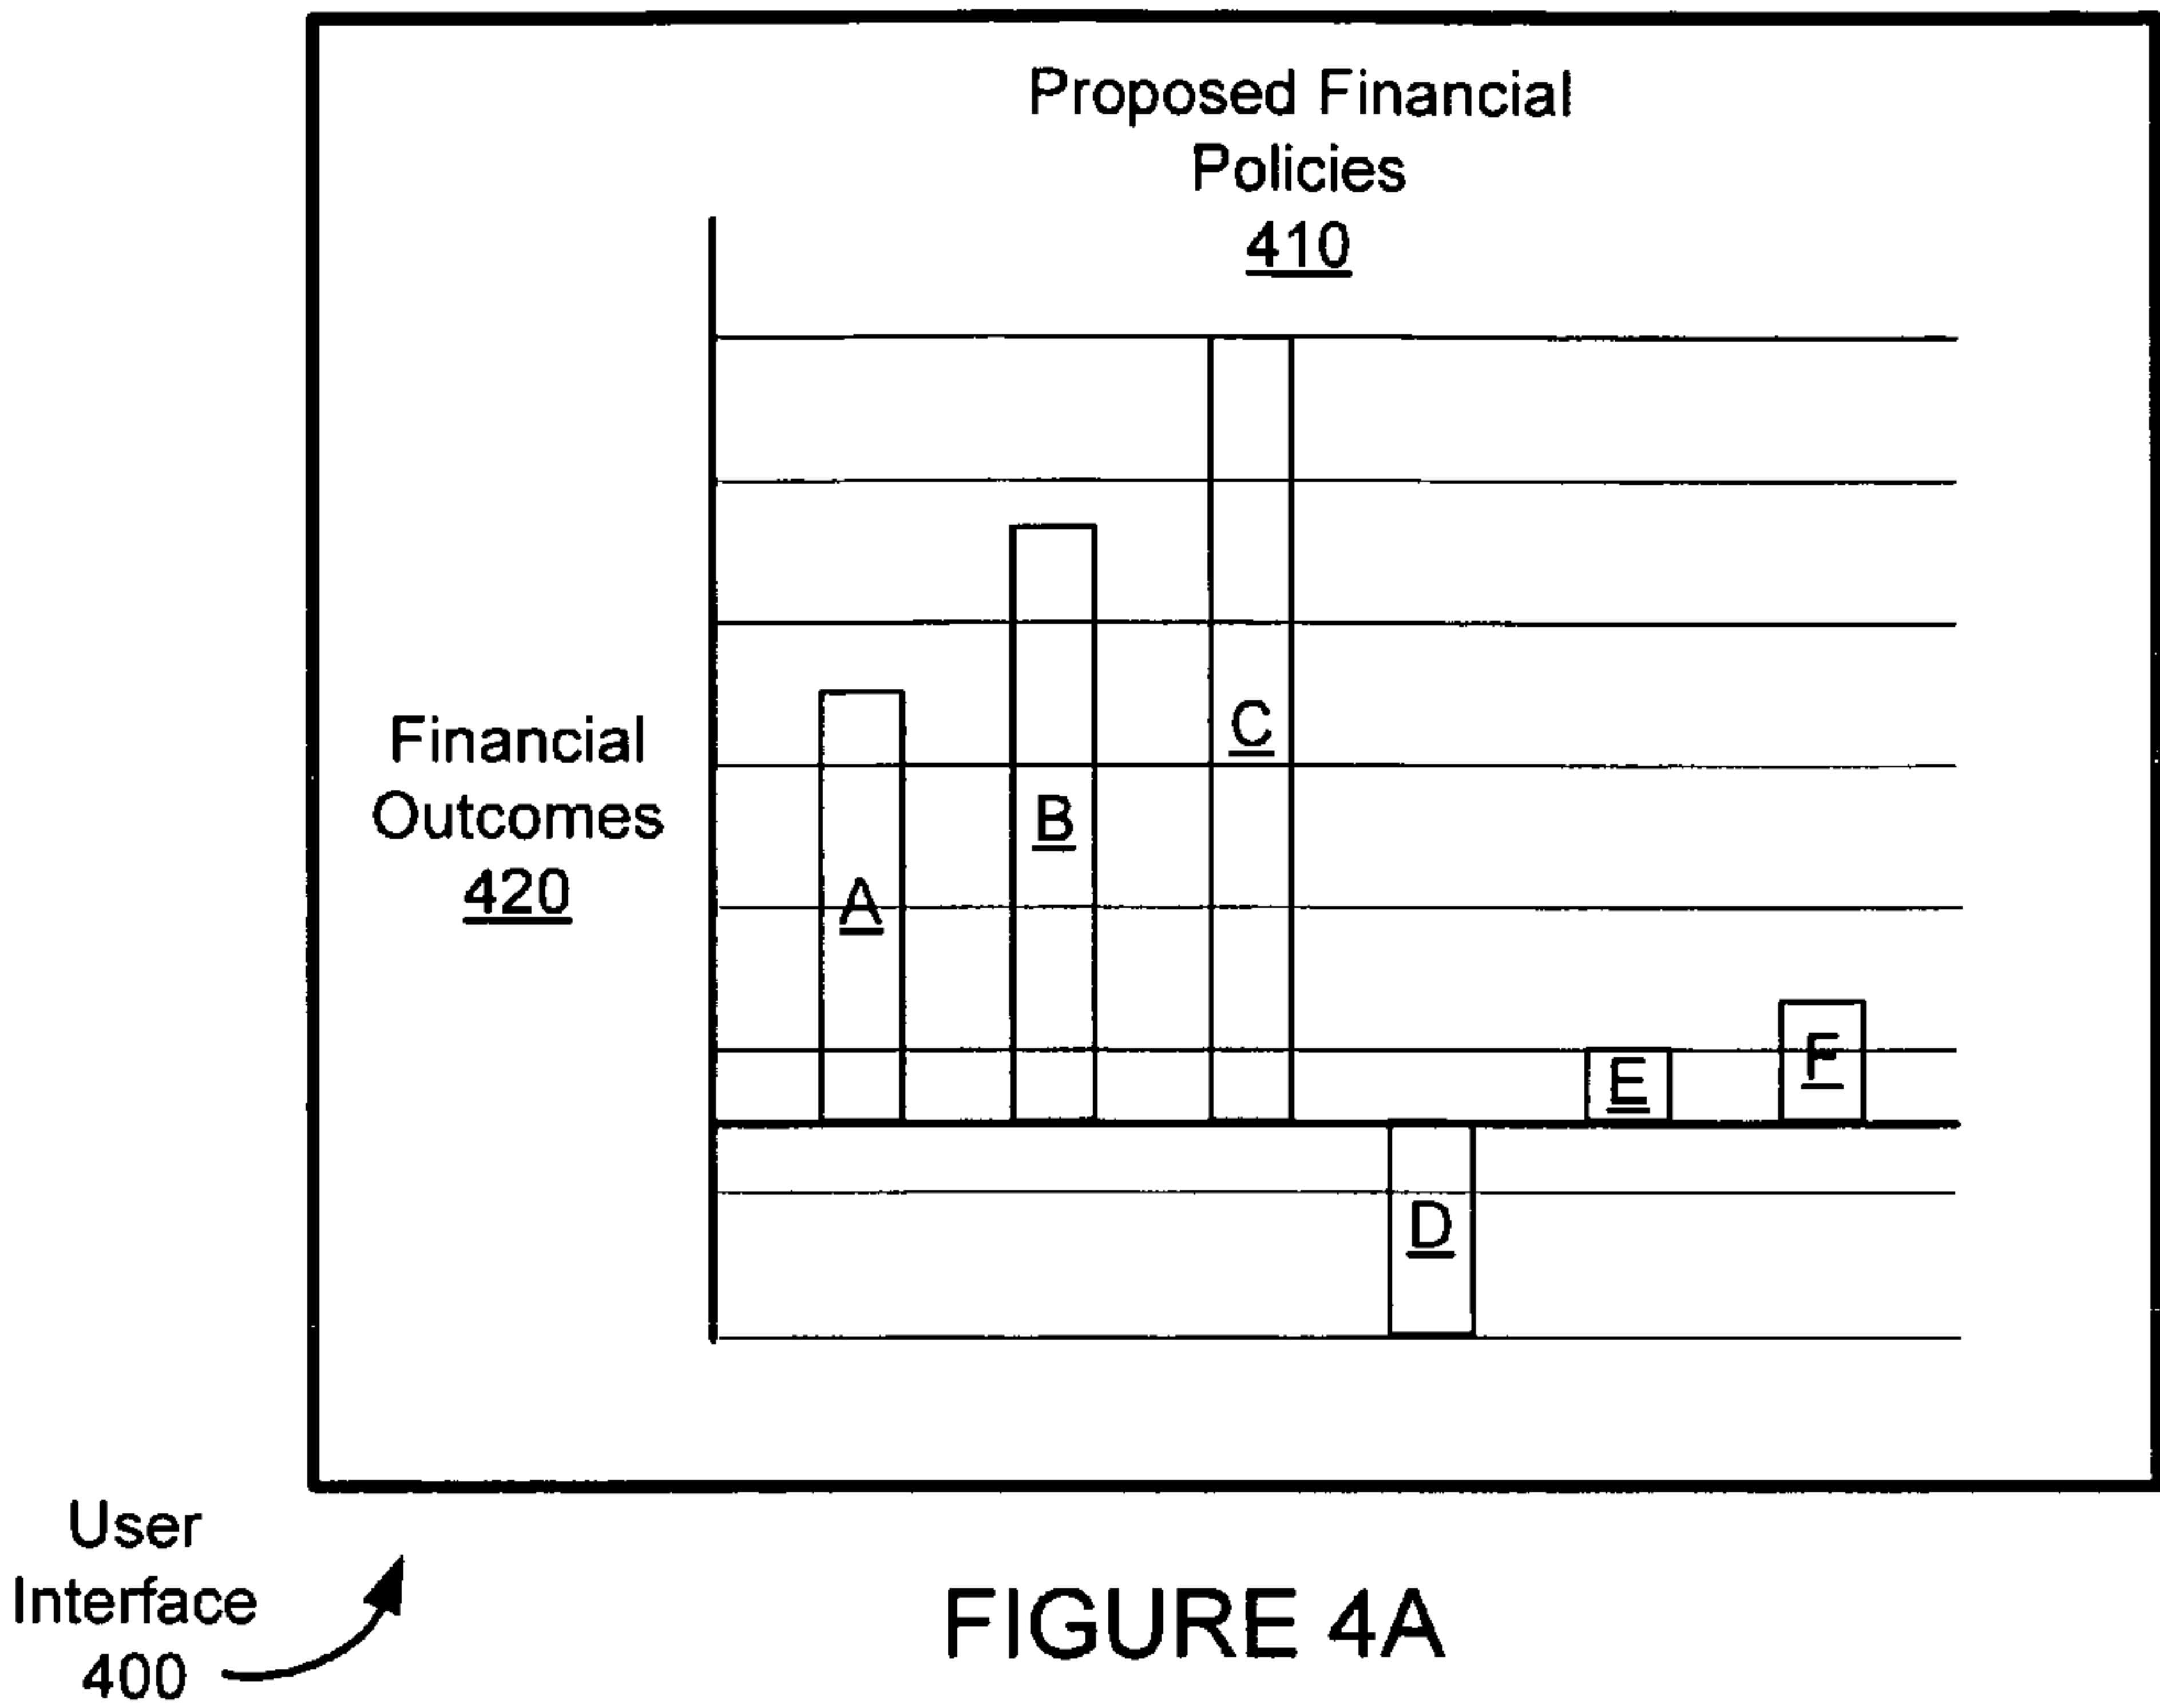 Proposed Financial
Policies
410
Financial
Outcomes
420
A
B
C
D
E
F
User
Interface
400
FIGURE 4A